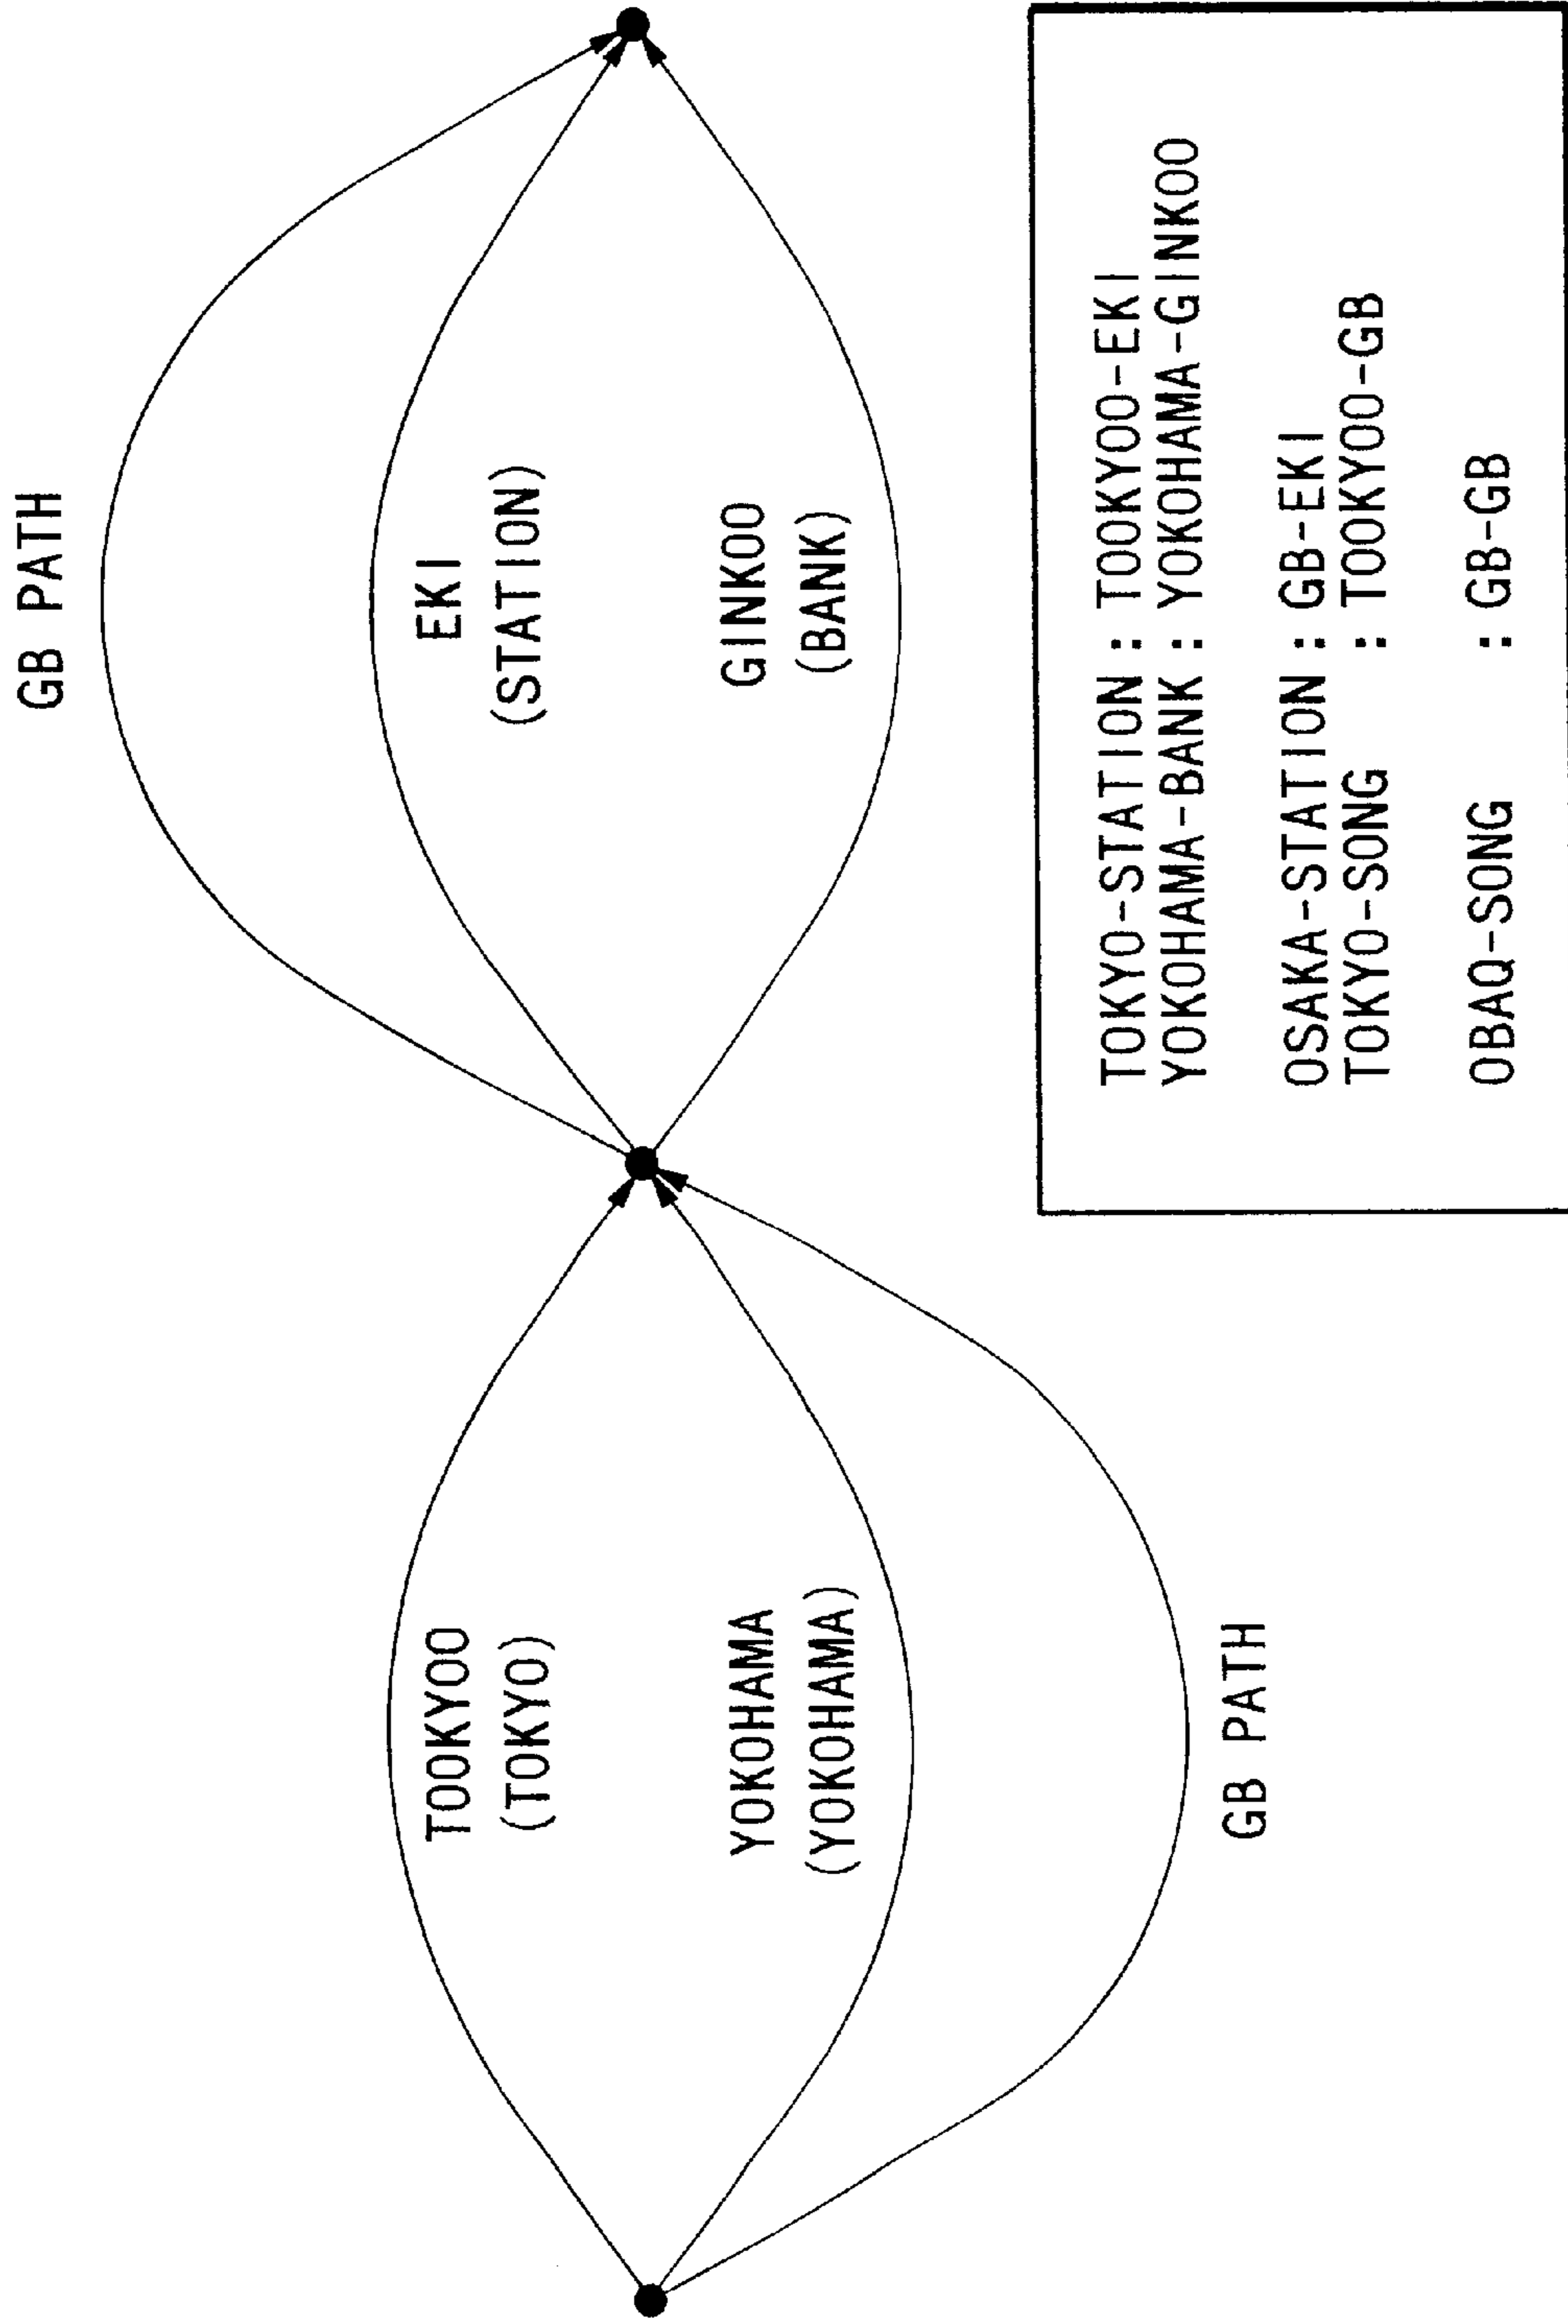 GB PATH
TOOKYOO
(TOKYO)
EKI
(STATION)
YOKOHAMA
(YOKOHAMA)
GINKOO
(BANK)
GB PATH
TOKYO-STATION : TOOKYOO-EKI
YOKOHAMA-BANK : YOKOHAMA-GINKOO
OSAKA-STATION : GB-EKI
TOKYO-SONG : TOOKYOO-GB
OBAQ-SONG : GB-GB